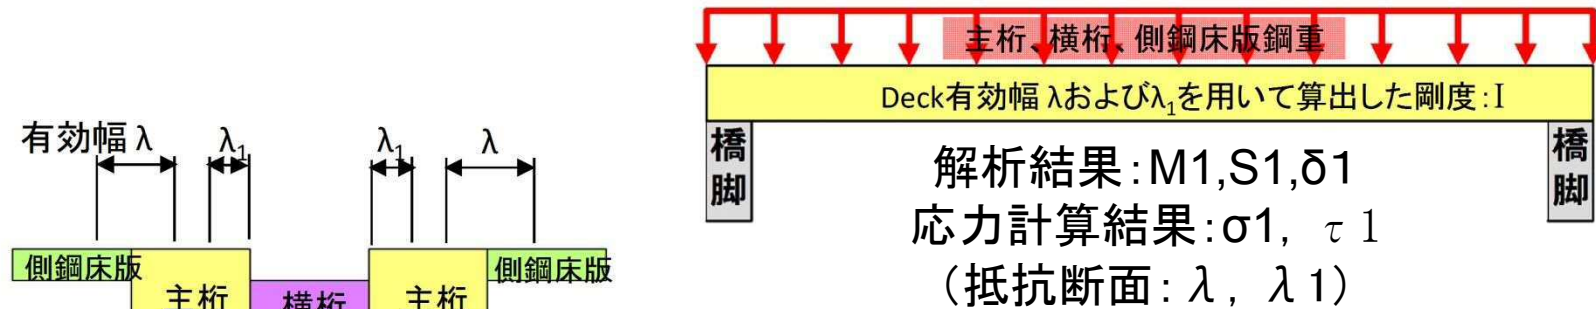 有効幅 λ
λ₁
λ₁
λ
側鋼床版
主桁
横桁
主桁
側鋼床版
主桁、横桁、側鋼床版鋼重
Deck有効幅 λおよびλ₁を用いて算出した剛度:I
橋脚
橋脚
解析結果:M1,S1,δ1
応力計算結果:σ1, τ1
(抵抗断面:λ, λ1)